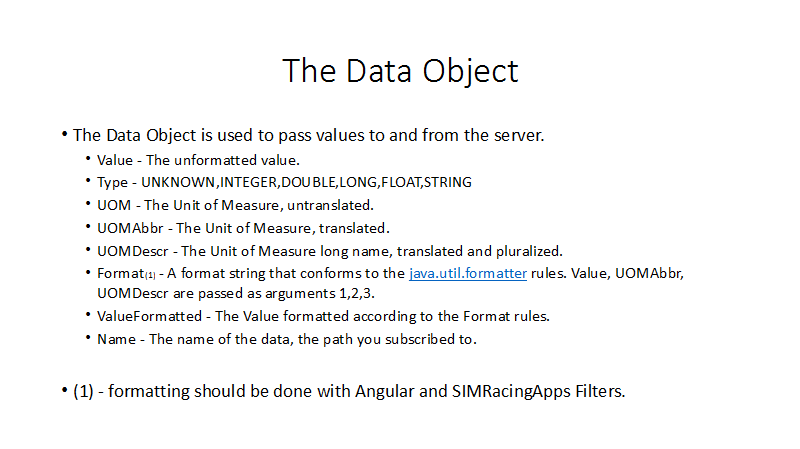 The Data Object
• The Data Object is used to pass values to and from the server.
• Value - The unformatted value.
• Type - UNKNOWN,INTEGER,DOUBLE,LONG,FLOAT,STRING
• UOM - The Unit of Measure, untranslated.
• UOMAbbr - The Unit of Measure, translated.
• UOMDescr - The Unit of Measure long name, translated and pluralized.
• Format(1) - A format string that conforms to the java.util.formatter rules. Value, UOMAbbr,
UOMDescr are passed as arguments 1,2,3.
• ValueFormatted - The Value formatted according to the Format rules.
• Name - The name of the data, the path you subscribed to.
• (1) - formatting should be done with Angular and SIMRacingApps Filters.